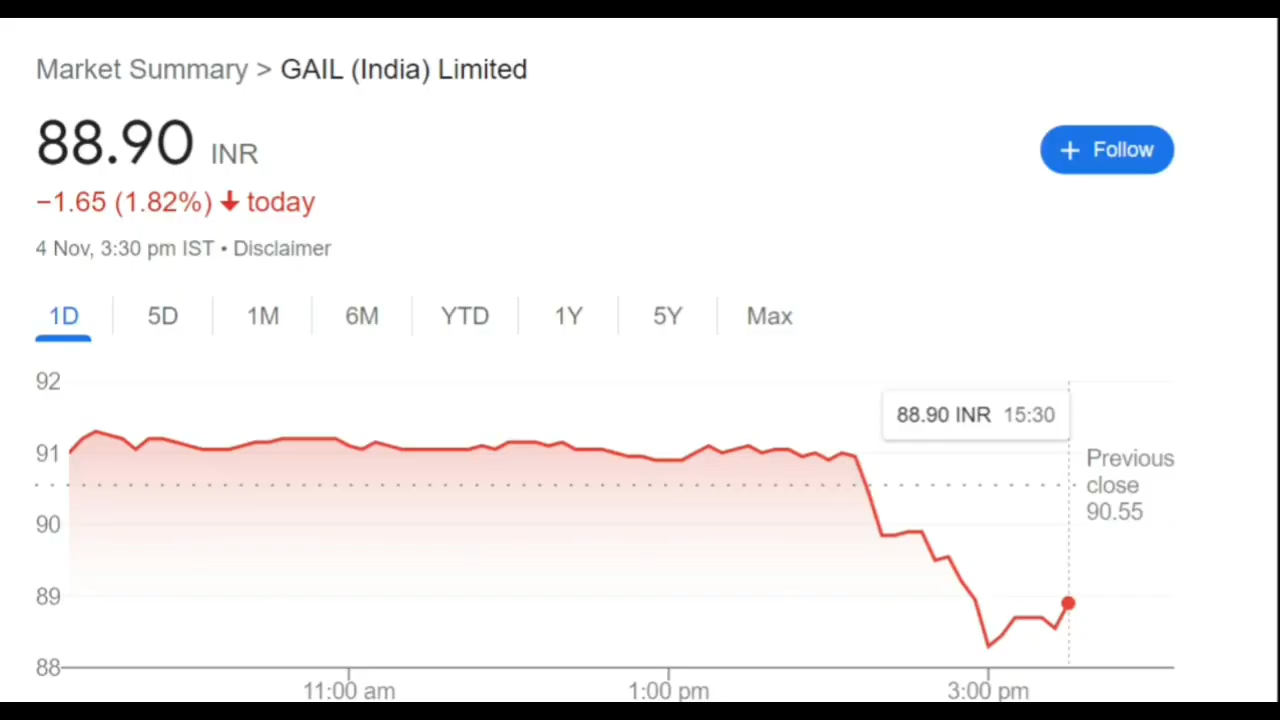 Market Summary > GAIL (India) Limited
88.90 INR
+ Follow
−1.65 (1.82%) ↓ today
4 Nov, 3:30 pm IST • Disclaimer
1D 5D 1M 6M YTD 1Y 5Y Max
92
88.90 INR 15:30
91
Previous
close
90.55
90
89
88
11:00 am 1:00 pm 3:00 pm